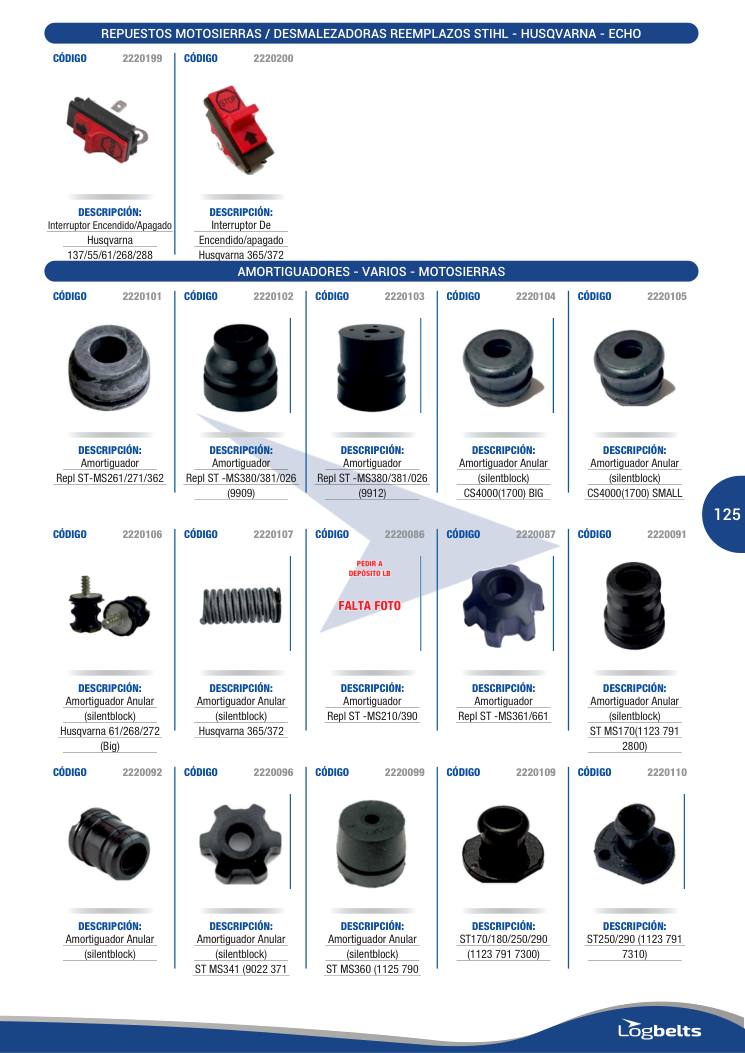 REPUESTOS MOTOSIERRAS / DESMALEZADORAS REEMPLAZOS STIHL - HUSQVARNA - ECHO
CÓDIGO 2220199
STOP
DESCRIPCIÓN:
Interruptor Encendido/Apagado
Husqvarna
137/55/61/268/288
CÓDIGO 2220200
STOP
DESCRIPCIÓN:
Interruptor De
Encendido/apagado
Husqvarna 365/372
AMORTIGUADORES - VARIOS - MOTOSIERRAS
CÓDIGO 2220101
DESCRIPCIÓN:
Amortiguador
Repl ST-MS261/271/362
CÓDIGO 2220102
DESCRIPCIÓN:
Amortiguador
Repl ST -MS380/381/026
(9909)
CÓDIGO 2220103
DESCRIPCIÓN:
Amortiguador
Repl ST -MS380/381/026
(9912)
CÓDIGO 2220104
DESCRIPCIÓN:
Amortiguador Anular
(silentblock)
CS4000(1700) BIG
CÓDIGO 2220105
DESCRIPCIÓN:
Amortiguador Anular
(silentblock)
CS4000(1700) SMALL
125
CÓDIGO 2220106
DESCRIPCIÓN:
Amortiguador Anular
(silentblock)
Husqvarna 61/268/272
(Big)
CÓDIGO 2220107
DESCRIPCIÓN:
Amortiguador Anular
(silentblock)
Husqvarna 365/372
CÓDIGO 2220086
PEDIR A
DEPÓSITO LB
FALTA FOTO
DESCRIPCIÓN:
Amortiguador
Repl ST -MS210/390
CÓDIGO 2220087
DESCRIPCIÓN:
Amortiguador
Repl ST -MS361/661
CÓDIGO 2220091
DESCRIPCIÓN:
Amortiguador Anular
(silentblock)
ST MS170(1123 791
2800)
CÓDIGO 2220092
DESCRIPCIÓN:
Amortiguador Anular
(silentblock)
CÓDIGO 2220096
DESCRIPCIÓN:
Amortiguador Anular
(silentblock)
ST MS341 (9022 371
CÓDIGO 2220099
DESCRIPCIÓN:
Amortiguador Anular
(silentblock)
ST MS360 (1125 790
CÓDIGO 2220109
DESCRIPCIÓN:
ST170/180/250/290
(1123 791 7300)
CÓDIGO 2220110
DESCRIPCIÓN:
ST250/290 (1123 791
7310)
Logbelts